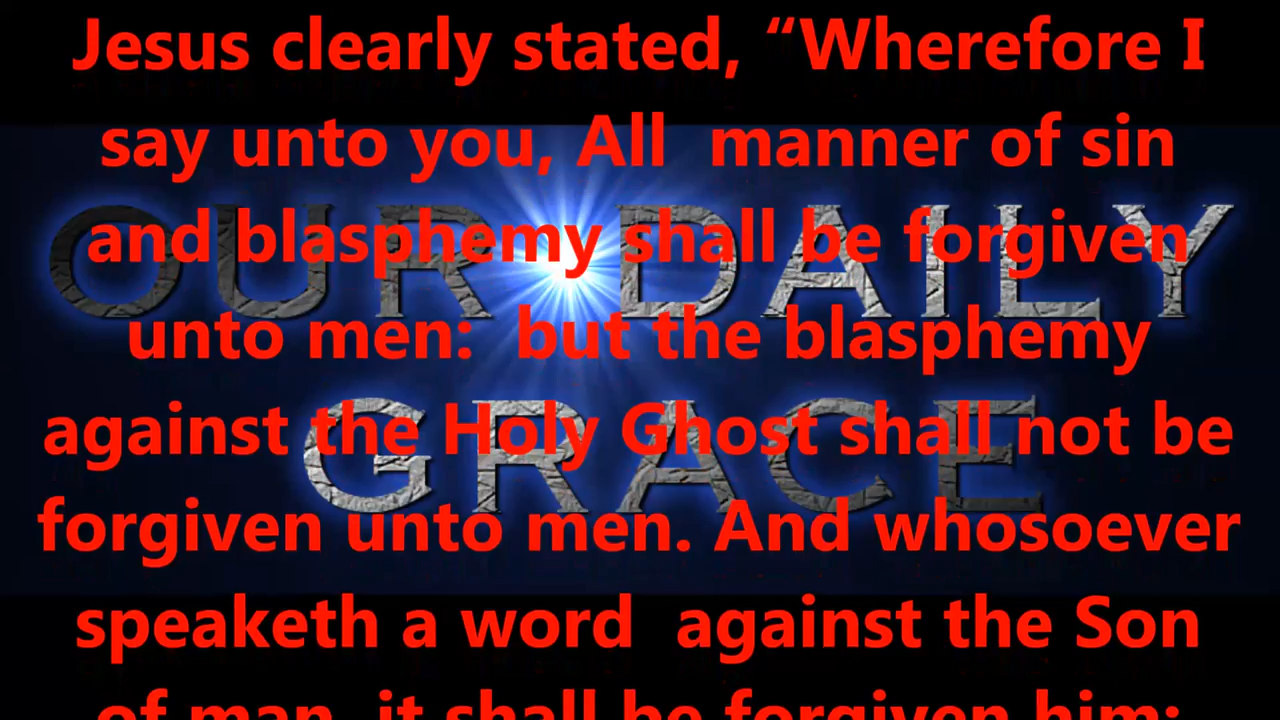 Jesus clearly stated, “Wherefore I
say unto you, All  manner of sin
and blasphemy shall be forgiven
unto men:  but the blasphemy
against the Holy Ghost shall not be
forgiven unto men. And whosoever
speaketh a word  against the Son
of man, it shall be forgiven him:
OUR DAILY
GRACE